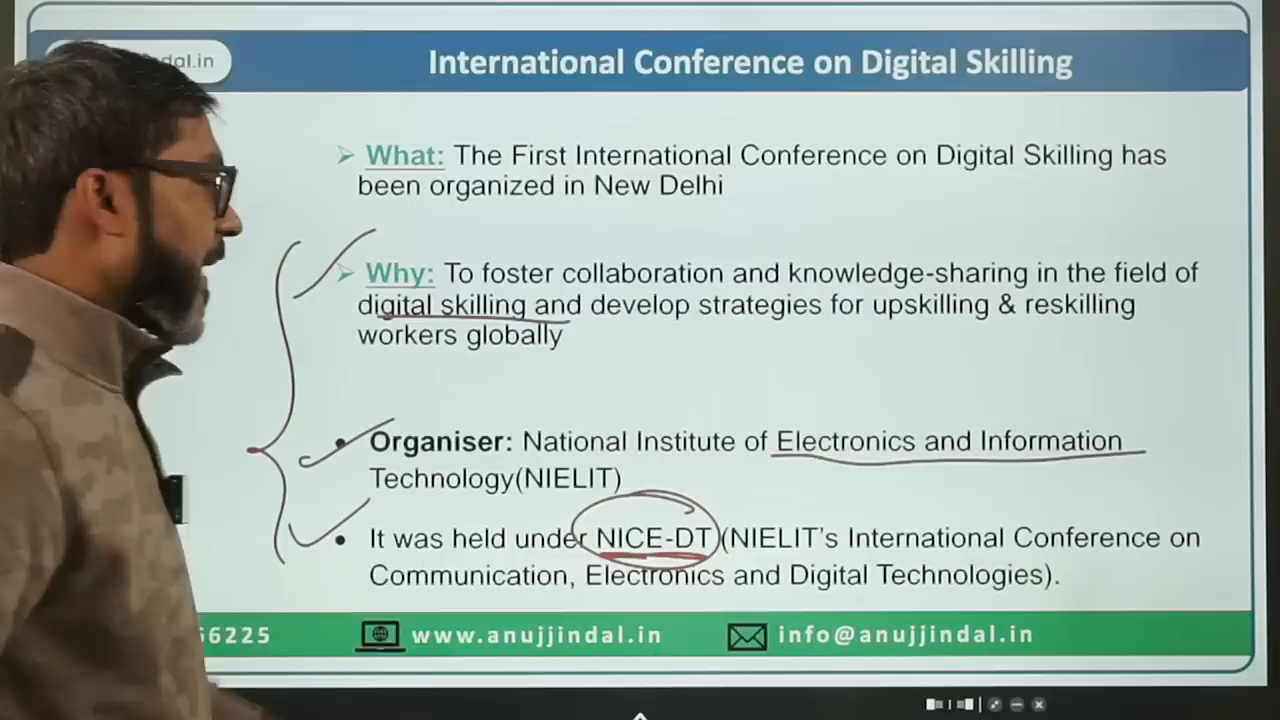 dal.in
International Conference on Digital Skilling
What: The First International Conference on Digital Skilling has
been organized in New Delhi
Why: To foster collaboration and knowledge-sharing in the field of
digital skilling and develop strategies for upskilling & reskilling
workers globally
Organiser: National Institute of Electronics and Information
Technology(NIELIT)
It was held under NICE-DT (NIELIT's International Conference on
Communication, Electronics and Digital Technologies).
66225 www.anujjindal.in info@anujjindal.in